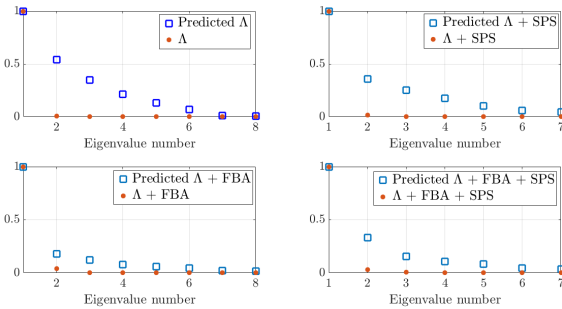 1
0.5
0
2
4
6
8
Eigenvalue number
Predicted Λ
Λ
1
0.5
0
1
2
3
4
5
6
7
Eigenvalue number
Predicted Λ + SPS
Λ + SPS
1
0.5
0
2
4
6
8
Eigenvalue number
Predicted Λ + FBA
Λ + FBA
1
0.5
0
1
2
3
4
5
6
7
Eigenvalue number
Predicted Λ + FBA + SPS
Λ + FBA + SPS